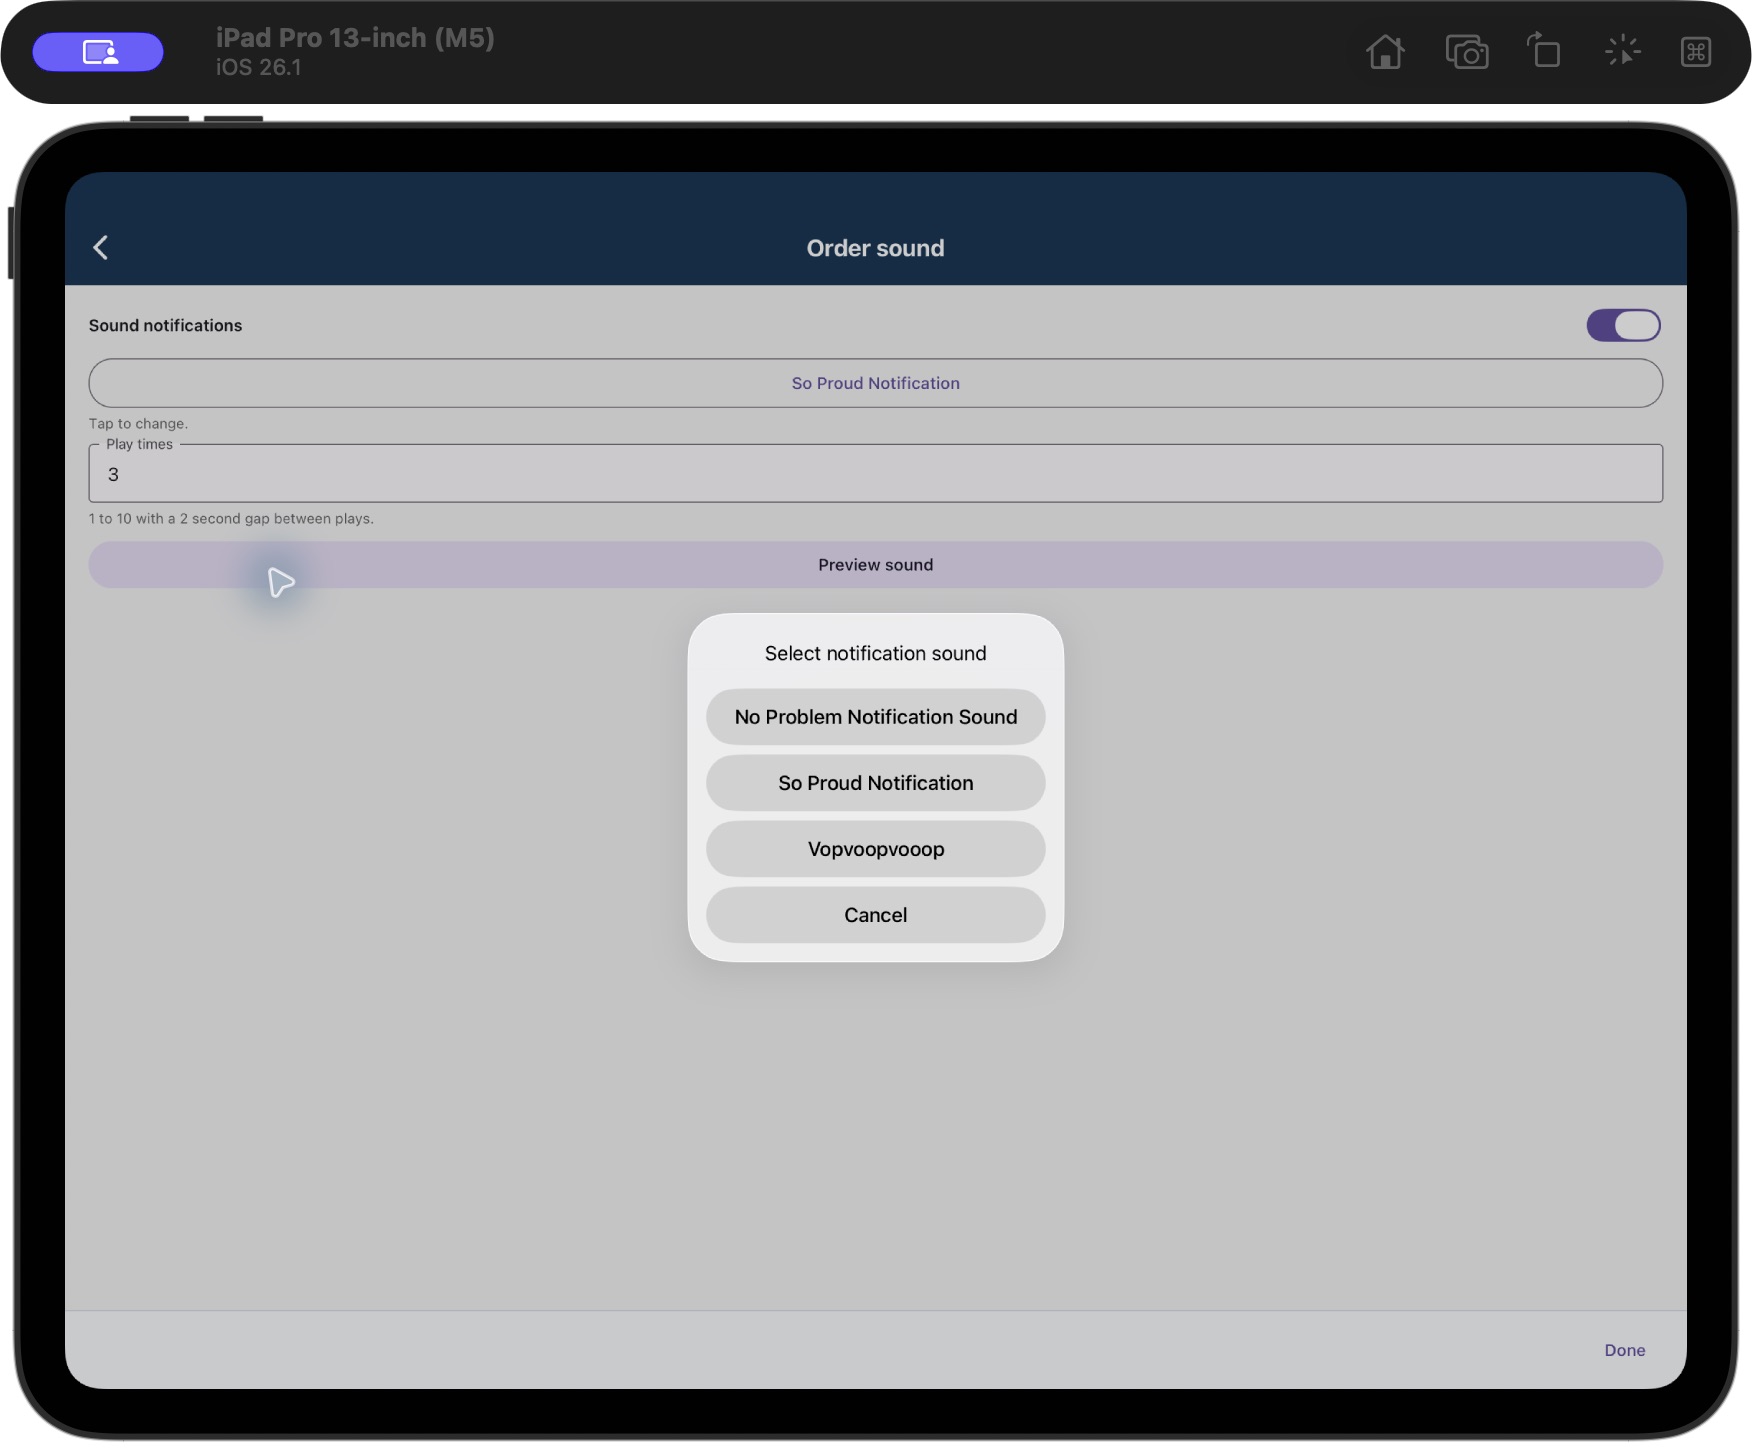 iPad Pro 13-inch (M5)
iOS 26.1
Order sound
Sound notifications
So Proud Notification
Tap to change.
Play times
3
1 to 10 with a 2 second gap between plays.
Preview sound
Select notification sound
No Problem Notification Sound
So Proud Notification
Vopvoopvooop
Cancel
Done